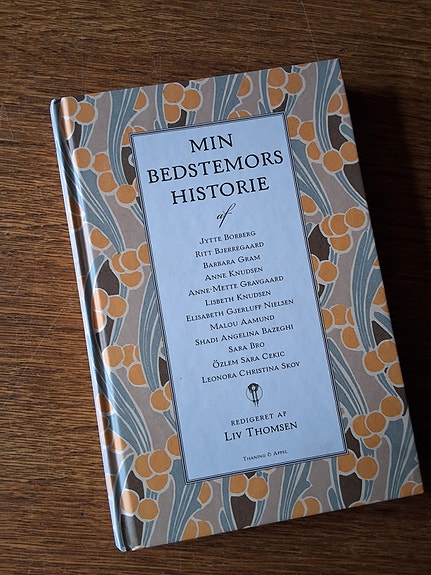 MIN
BEDSTEMORS
HISTORIE
af
JYTTE BORBERG
RITT BJERREGAARD
BARBARA GRAM
ANNE KNUDSEN
ANNE-METTE GRAVGAARD
LISBETH KNUDSEN
ELISABETH GJERLUFF NIELSEN
MALOU AAMUND
SHADI ANGELINA BAZEGHI
SARA BRO
ÖZLEM SARA CEKIC
LEONORA CHRISTINA SKOV
REDIGERET AF
LIV THOMSEN
THANING & APPEL